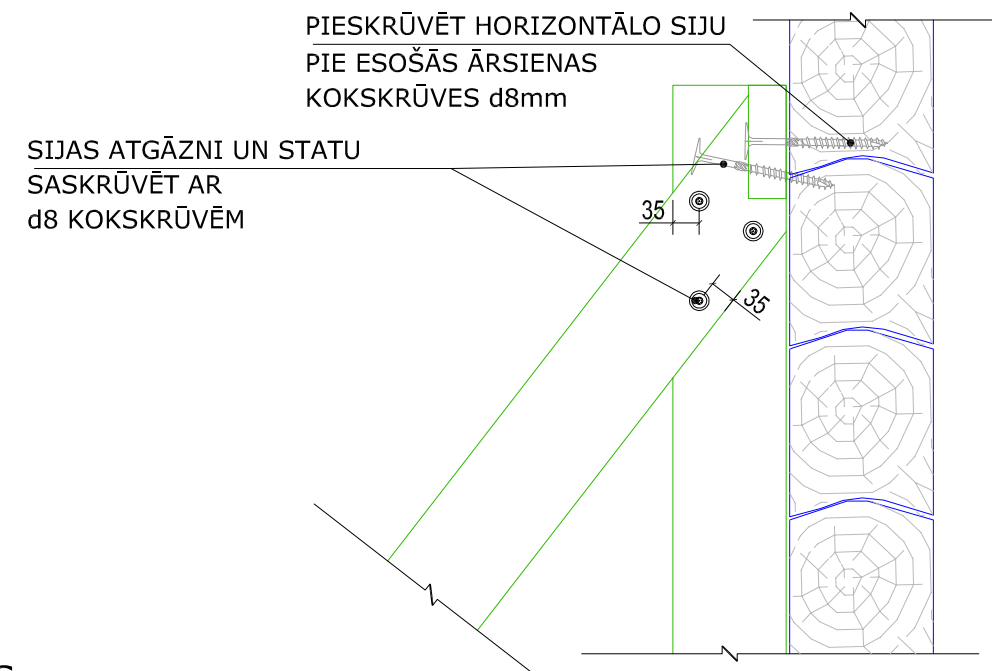 PIESKRŪVĒT HORIZONTĀLO SIJU
PIE ESOŠĀS ĀRSIENAS
KOKSKRŪVES d8mm
SIJAS ATGĀZNI UN STATU
SASKRŪVĒT AR
d8 KOKSKRŪVĒM
35
35